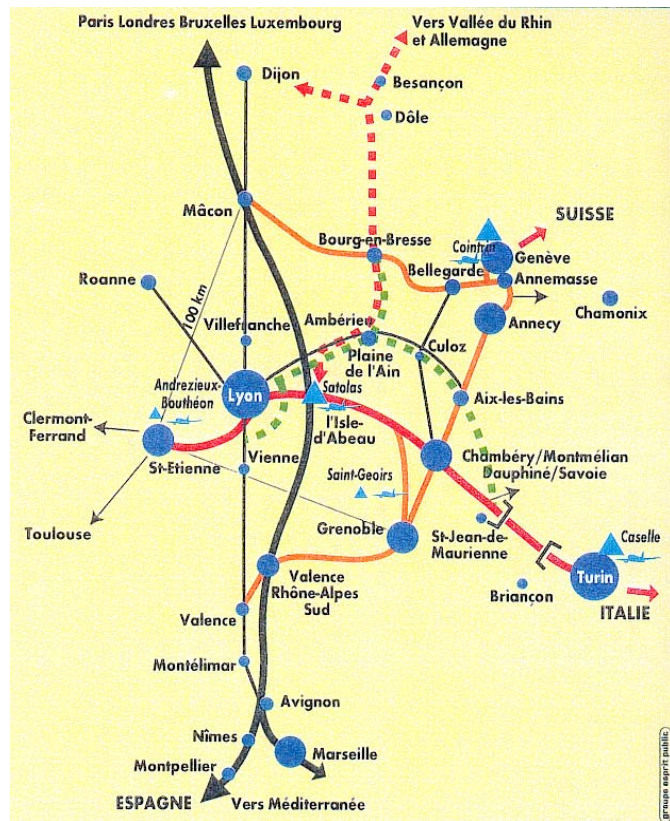 Paris Londres Bruxelles Luxembourg
Vers Vallée du Rhin
et Allemagne
Dijon
Besançon
Dôle
Mâcon
SUISSE
Bourg-en-Bresse
Cointrin
Genève
Bellegarde
Annemasse
Roanne
100 km
Chamonix
Annecy
Villefranche
Ambérieu
Culoz
Plaine
de l'Ain
Andrezieux-
Bouthéon
Lyon
Satolas
Aix-les-Bains
l'Isle-
d'Abeau
Clermont-
Ferrand
St-Etienne
Vienne
Chambéry/Montmélian
Dauphiné/Savoie
Saint-Geoirs
Toulouse
Grenoble
St-Jean-de-
Maurienne
Caselle
Turin
Valence
Rhône-Alpes
Sud
Briançon
ITALIE
Valence
Montélimar
Avignon
Nîmes
Marseille
Montpellier
ESPAGNE
Vers Méditerranée
groupe esprit public